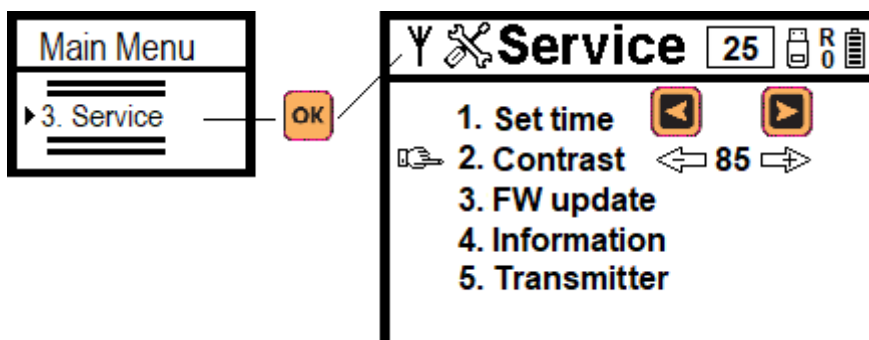 Main Menu
3. Service
OK
Service 25 R 0
1. Set time
2. Contrast 85
3. FW update
4. Information
5. Transmitter